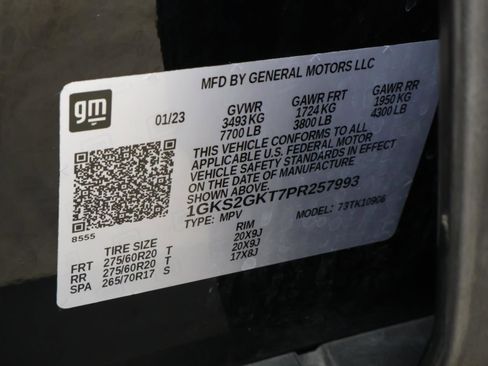 gm
MFD BY GENERAL MOTORS LLC
01/23
GVWR GAWR FRT GAWR RR
3493 KG 1724 KG 1950 KG
7700 LB 3800 LB 4300 LB
THIS VEHICLE CONFORMS TO ALL
APPLICABLE U.S. FEDERAL MOTOR
VEHICLE SAFETY STANDARDS IN EFFECT
ON THE DATE OF MANUFACTURE
SHOWN ABOVE.
1GKS2GKT7PR257993
TYPE: MPV MODEL: 73TK10906
8555
TIRE SIZE RIM
FRT 275/60R20 T 20X9J
RR 275/60R20 T 20X9J
SPA 265/70R17 S 17X8J